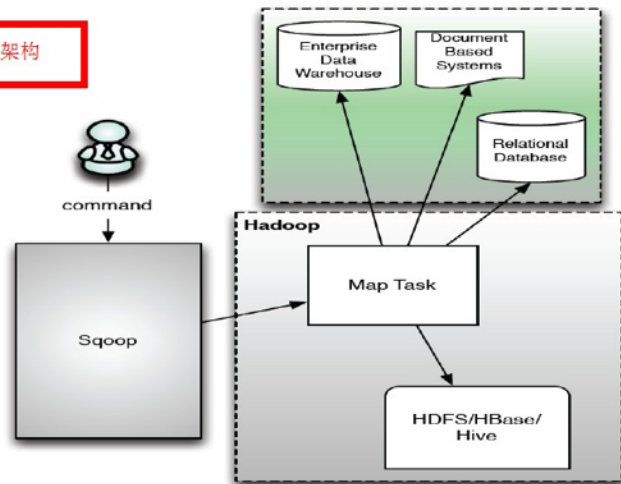 架构
Enterprise
Data
Warehouse
Document
Based
Systems
Relational
Database
command
Hadoop
Map Task
Sqoop
HDFS/HBase/
Hive